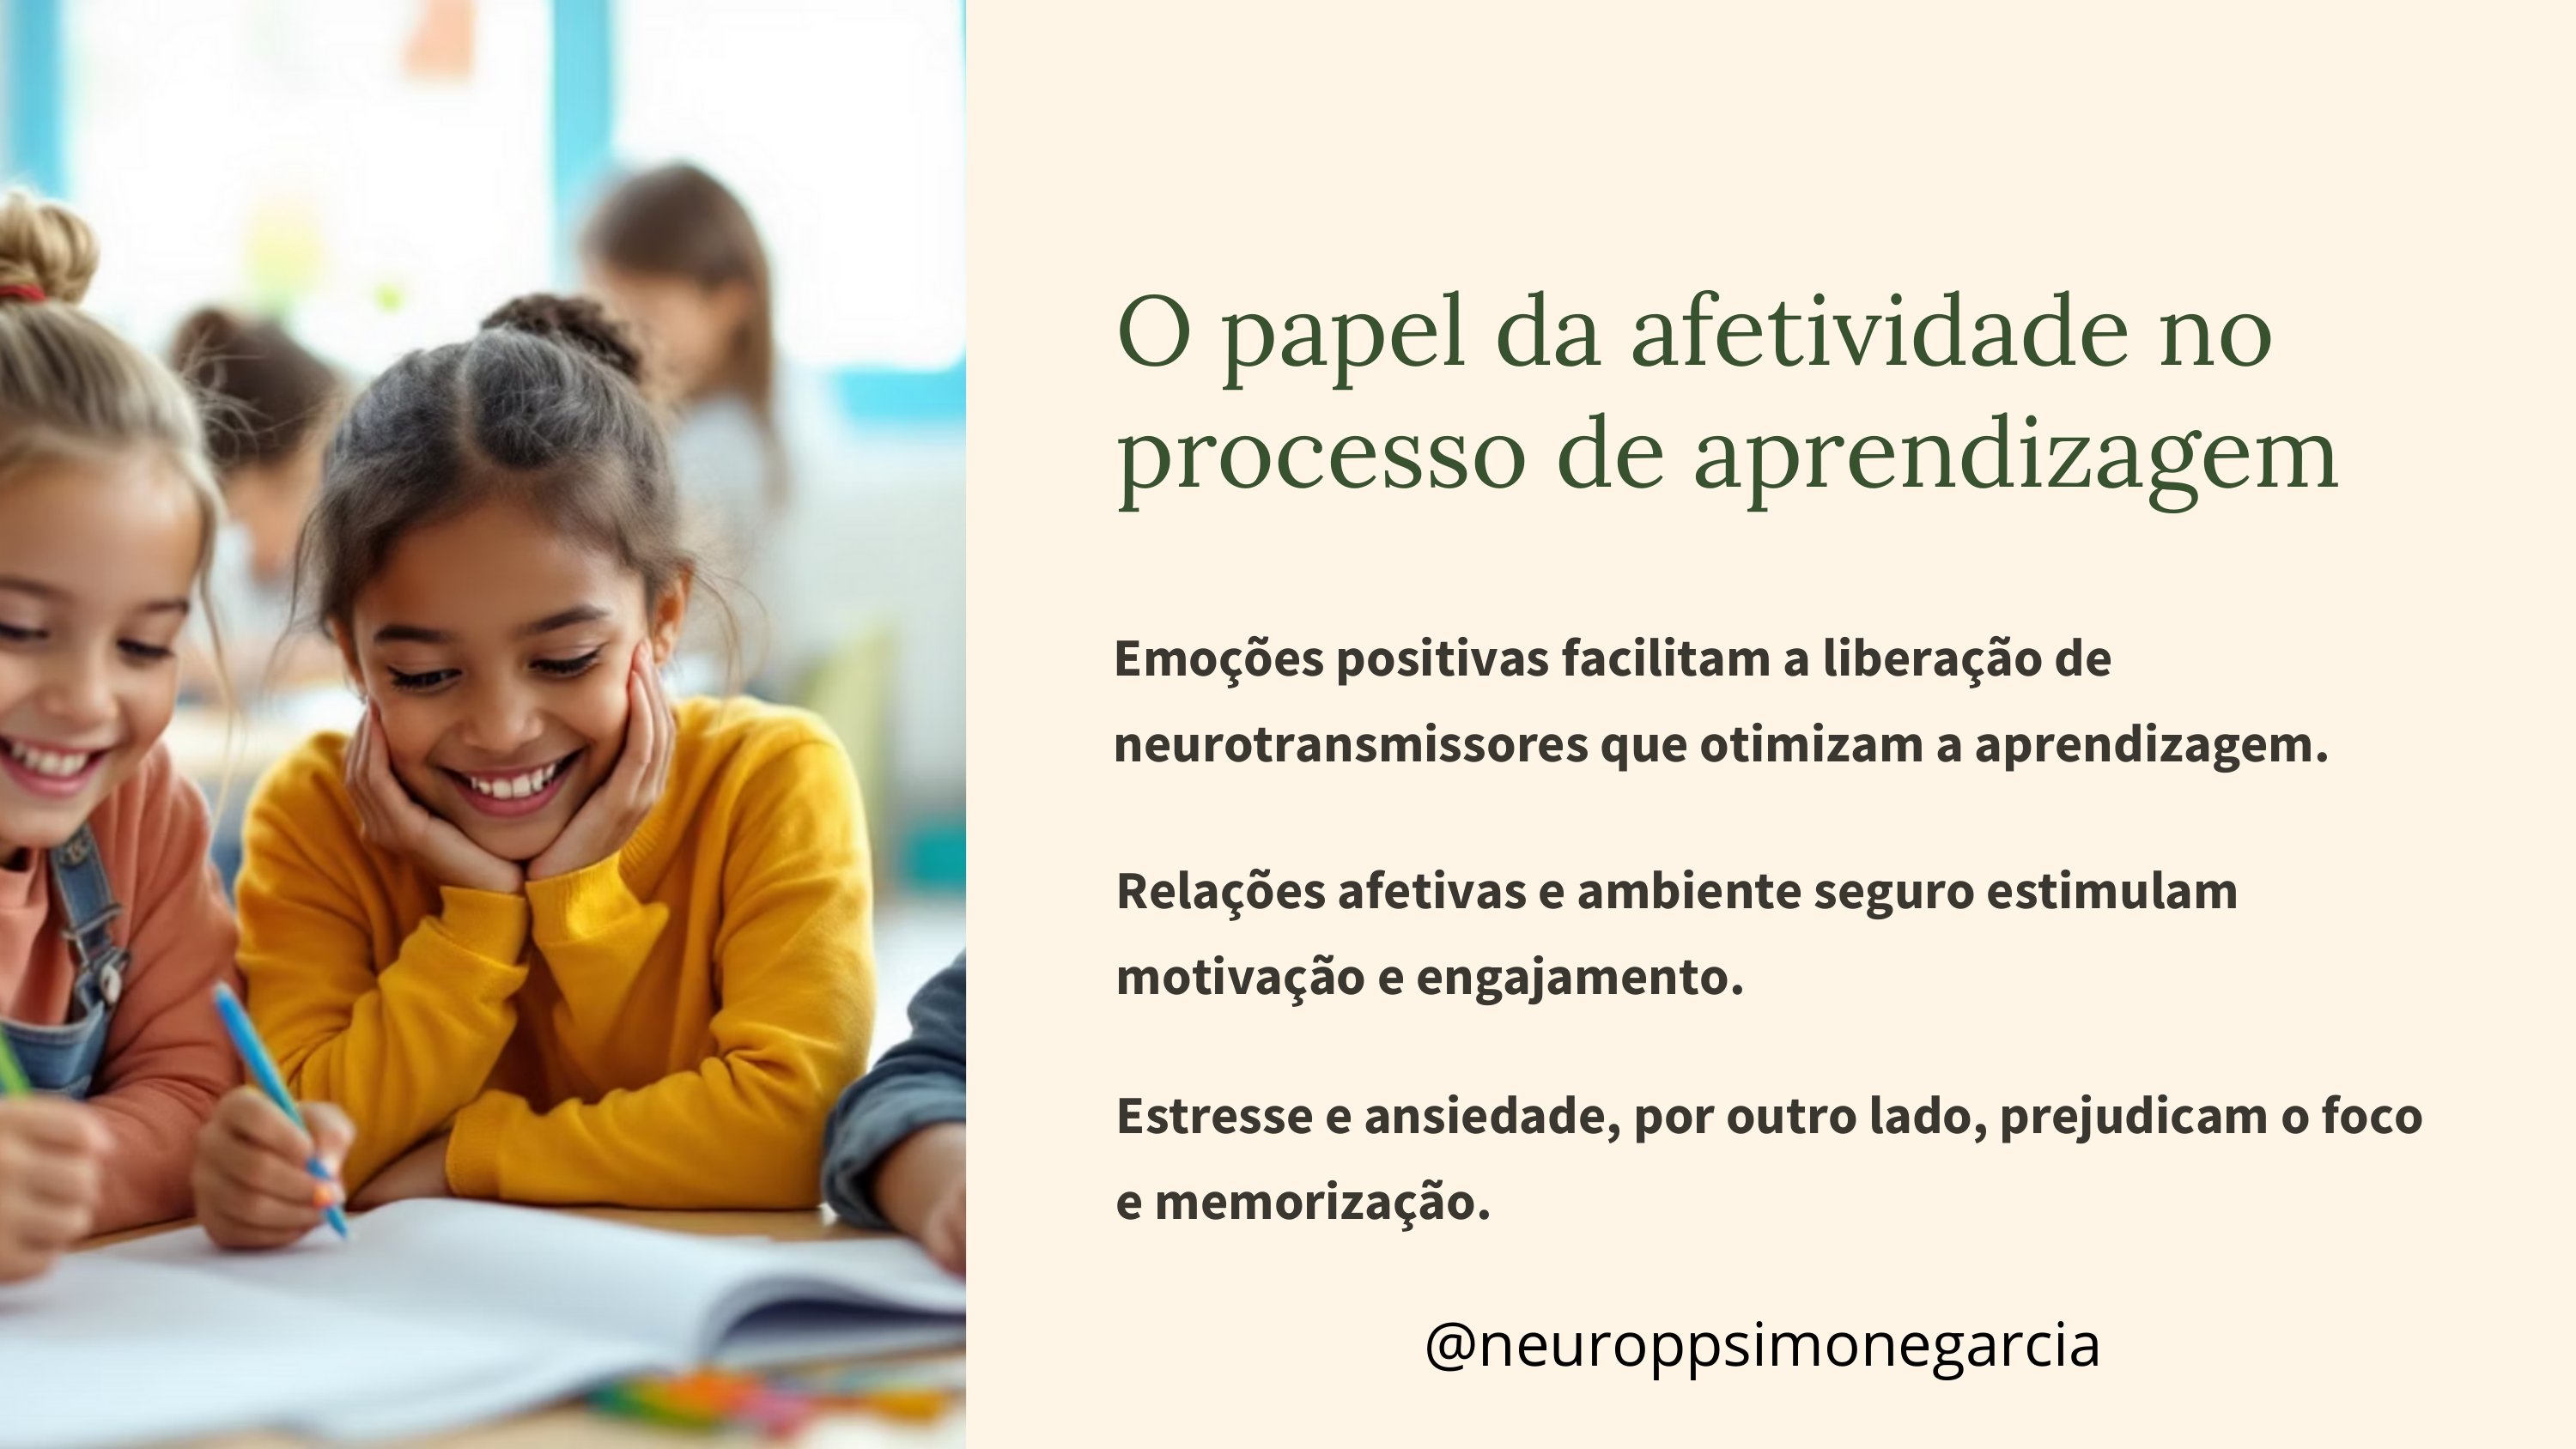 O papel da afetividade no
processo de aprendizagem
Emoções positivas facilitam a liberação de
neurotransmissores que otimizam a aprendizagem.
Relações afetivas e ambiente seguro estimulam
motivação e engajamento.
Estresse e ansiedade, por outro lado, prejudicam o foco
e memorização.
@neuroppsimonegarcia